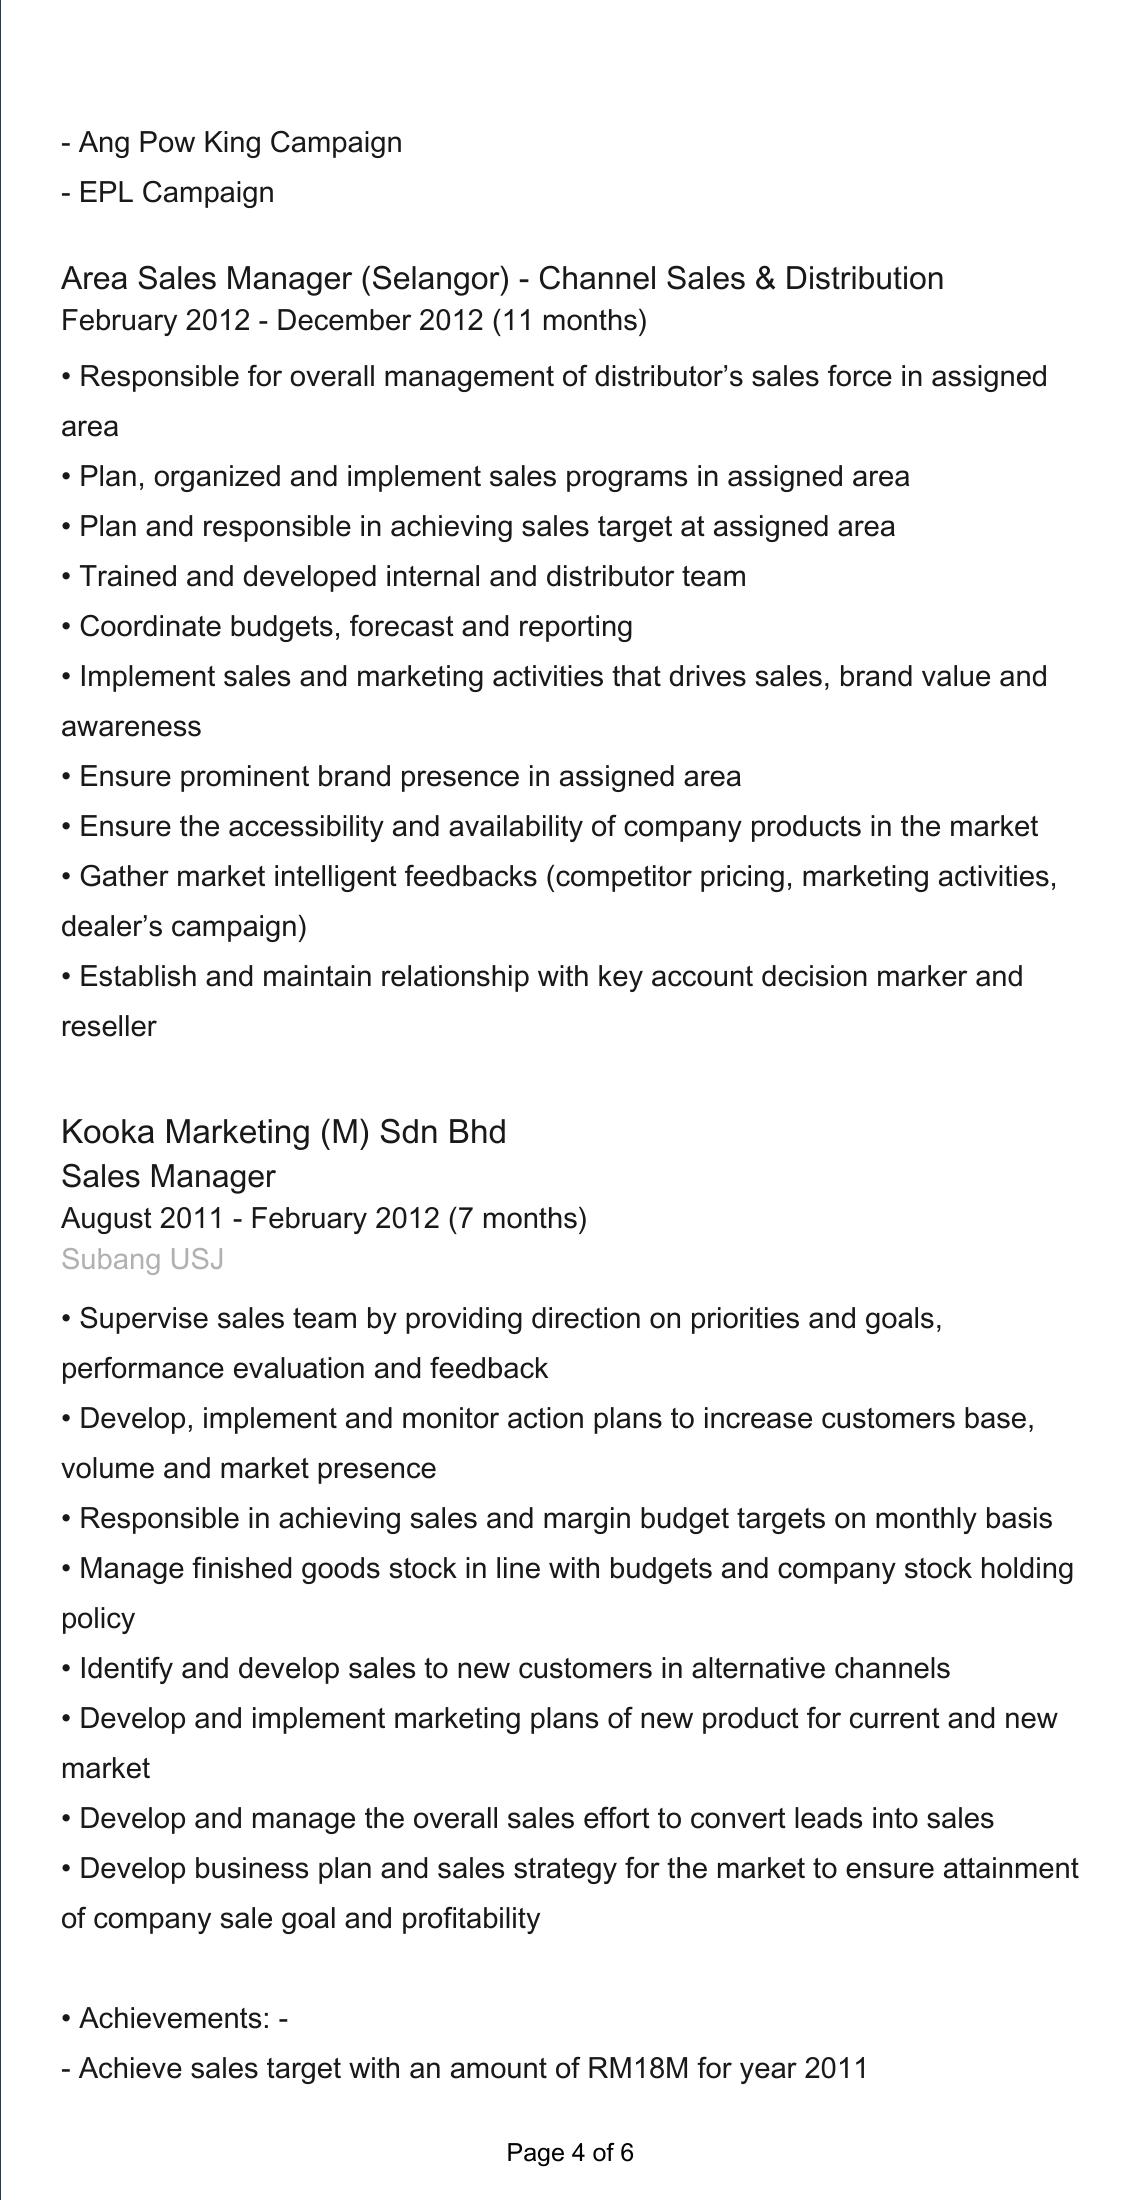 - Ang Pow King Campaign
- EPL Campaign
Area Sales Manager (Selangor) - Channel Sales & Distribution
February 2012 - December 2012 (11 months)
• Responsible for overall management of distributor’s sales force in assigned
area
• Plan, organized and implement sales programs in assigned area
• Plan and responsible in achieving sales target at assigned area
• Trained and developed internal and distributor team
• Coordinate budgets, forecast and reporting
• Implement sales and marketing activities that drives sales, brand value and
awareness
• Ensure prominent brand presence in assigned area
• Ensure the accessibility and availability of company products in the market
• Gather market intelligent feedbacks (competitor pricing, marketing activities,
dealer’s campaign)
• Establish and maintain relationship with key account decision marker and
reseller
Kooka Marketing (M) Sdn Bhd
Sales Manager
August 2011 - February 2012 (7 months)
Subang USJ
• Supervise sales team by providing direction on priorities and goals,
performance evaluation and feedback
• Develop, implement and monitor action plans to increase customers base,
volume and market presence
• Responsible in achieving sales and margin budget targets on monthly basis
• Manage finished goods stock in line with budgets and company stock holding
policy
• Identify and develop sales to new customers in alternative channels
• Develop and implement marketing plans of new product for current and new
market
• Develop and manage the overall sales effort to convert leads into sales
• Develop business plan and sales strategy for the market to ensure attainment
of company sale goal and profitability
• Achievements: -
- Achieve sales target with an amount of RM18M for year 2011
Page 4 of 6